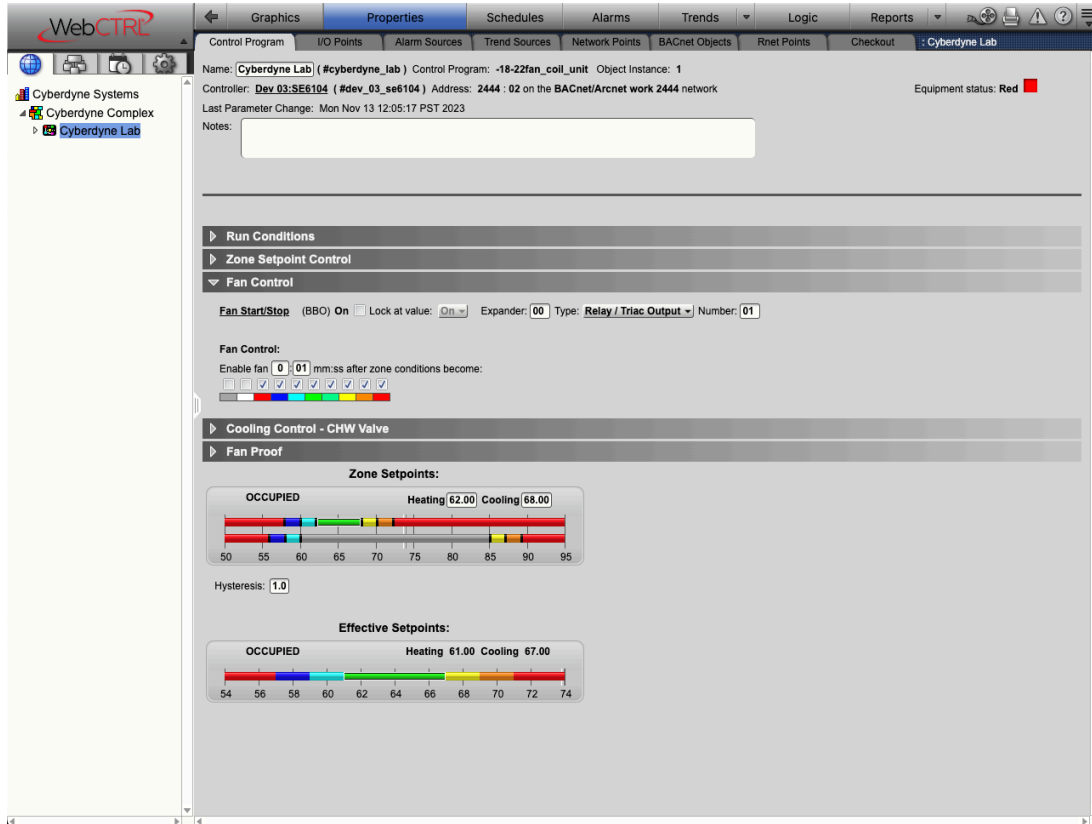 WebCTRL
Graphics Properties Schedules Alarms Trends Logic Reports
Control Program I/O Points Alarm Sources Trend Sources Network Points BACnet Objects Rnet Points Checkout : Cyberdyne Lab
Cyberdyne Systems
Cyberdyne Complex
Cyberdyne Lab
Name: Cyberdyne Lab ( #cyberdyne_lab ) Control Program: -18-22fan_coil_unit Object Instance: 1
Controller: Dev 03:SE6104 ( #dev_03_se6104 ) Address: 2444 : 02 on the BACnet/Arcnet work 2444 network Equipment status: Red
Last Parameter Change: Mon Nov 13 12:05:17 PST 2023
Notes:
Run Conditions
Zone Setpoint Control
Fan Control
Fan Start/Stop (BBO) On Lock at value: On Expander: 00 Type: Relay / Triac Output Number: 01
Fan Control:
Enable fan 0 : 01 mm:ss after zone conditions become:
Cooling Control - CHW Valve
Fan Proof
Zone Setpoints:
OCCUPIED Heating 62.00 Cooling 68.00
50 55 60 65 70 75 80 85 90 95
Hysteresis: 1.0
Effective Setpoints:
OCCUPIED Heating 61.00 Cooling 67.00
54 56 58 60 62 64 66 68 70 72 74